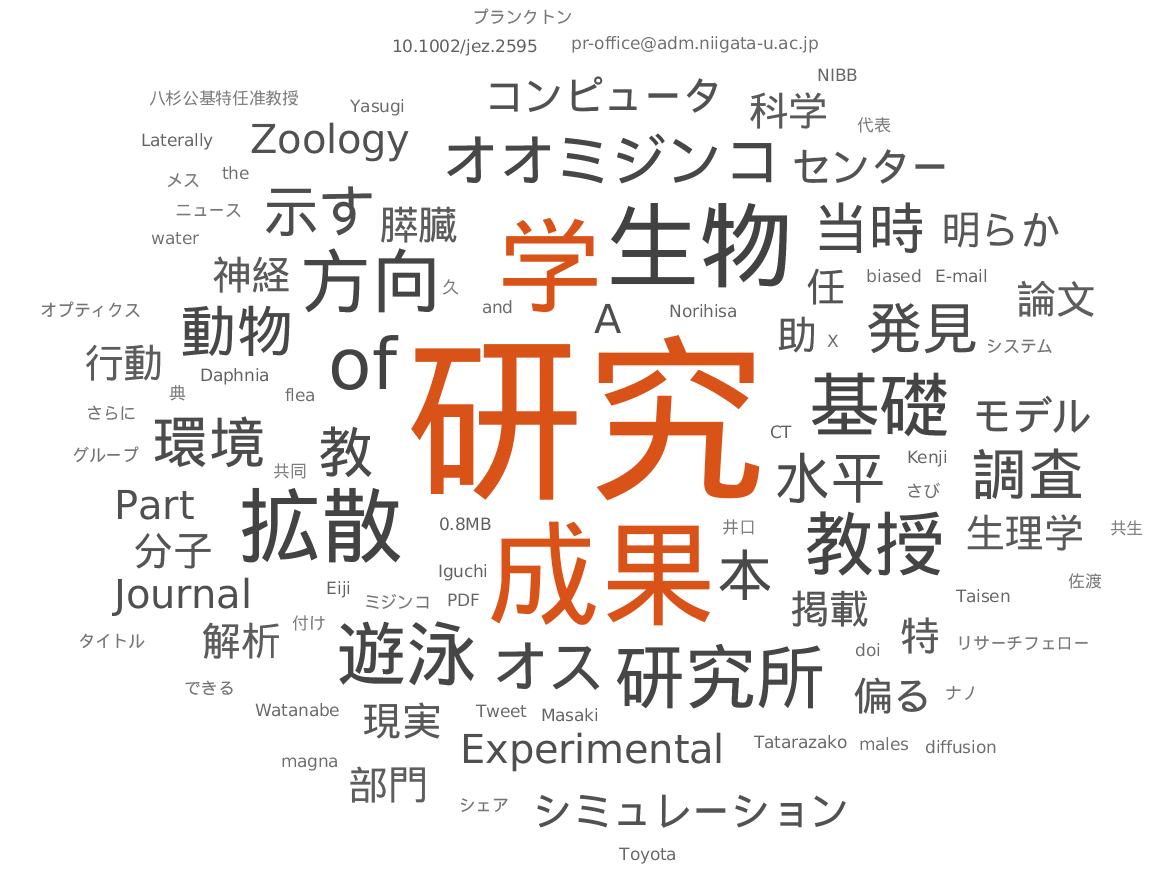 プランクトン
10.1002/jez.2595 pr-office@adm.niigata-u.ac.jp
NIBB
八杉公基特任准教授 Yasugi コンピュータ 科学
代表
Laterally Zoology オオミジンコ センター
メス the
ニュース 示す 膵臓 学 生物 当時 明らか
water
神経 方向 久 任 biased E-mail
オプティクス and A Norihisa 論文
動物 助 x 発見 システム
行動 Daphnia of 研究
典 flea
さらに 基礎 モデル
グループ 環境 共同 教 CT Kenji
水平 さび 調査
Part 拡散 0.8MB 井口 教授 生理学 共生
分子 成果 本
Journal Eiji ミジンコ Iguchi PDF 掲載 Taisen 佐渡
タイトル 解析 付け 遊泳 オス 研究所 doi 特 リサーチフェロー
できる 偏る ナノ
Watanabe 現実 Tweet Masaki
Experimental Tatarazako males diffusion
magna
部門 シェア シミュレーション
Toyota